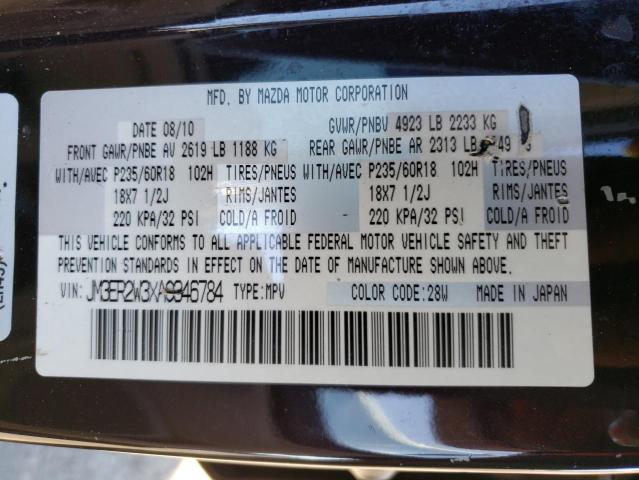 MFD. BY MAZDA MOTOR CORPORATION
DATE 08/10 GVWR/PNBV 4923 LB 2233 KG
FRONT GAWR/PNBE AV 2619 LB 1188 KG REAR GAWR/PNBE AR 2313 LB
WITH/AVEC P235/60R18 102H TIRES/PNEUS WITH/AVEC P235/60R18 102H TIRES/PNEUS
18X7 1/2J RIMS/JANTES 18X7 1/2J RIMS/JANTES
220 KPA/32 PSI COLD/A FROID 220 KPA/32 PSI COLD/A FROID
THIS VEHICLE CONFORMS TO ALL APPLICABLE FEDERAL MOTOR VEHICLE SAFETY AND THEFT
PREVENTION STANDARDS IN EFFECT ON THE DATE OF MANUFACTURE SHOWN ABOVE.
VIN: JM3ER2W3XA0346784 TYPE:MPV COLOR CODE:28W MADE IN JAPAN